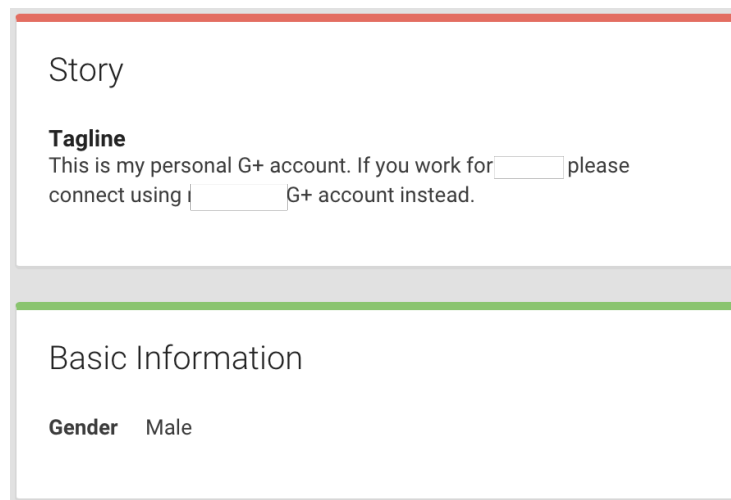 Story
Tagline
This is my personal G+ account. If you work for please
connect using G+ account instead.
Basic Information
Gender Male